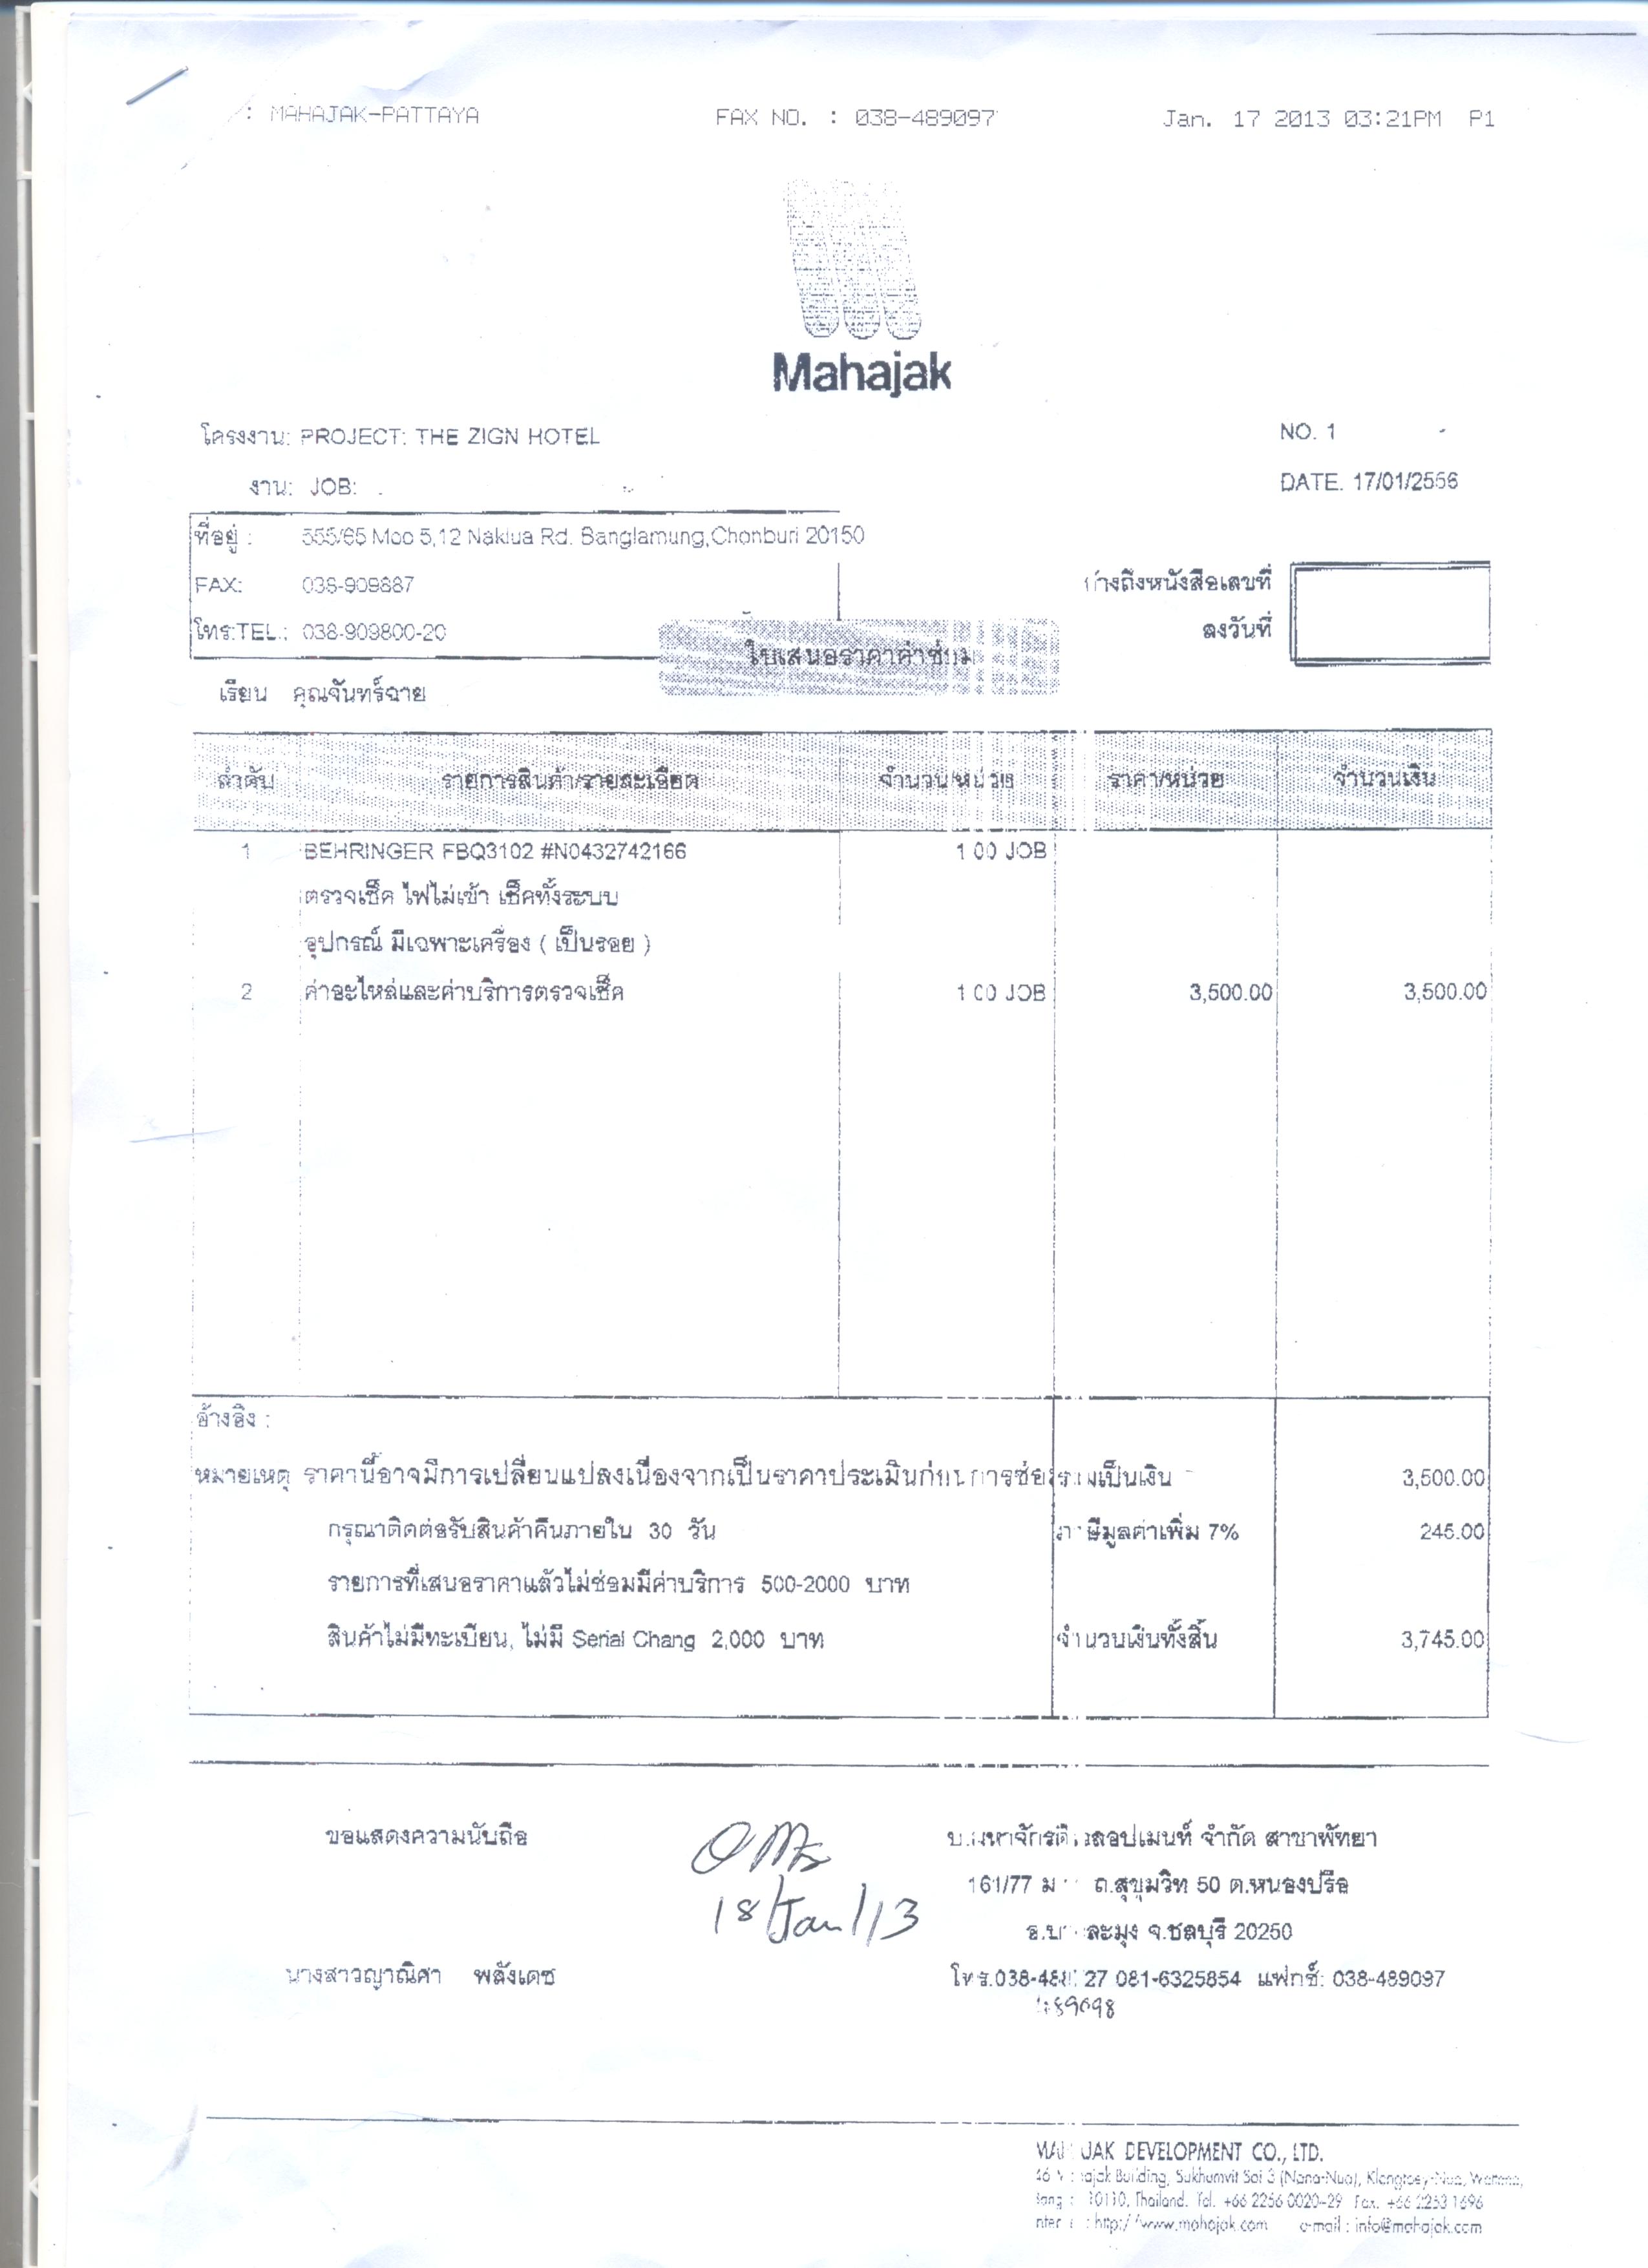 : MAHAJAK-PATTAYA FAX NO. : 038-489097 Jan. 17 2013 03:21PM P1
Mahajak
โครงงาน: PROJECT: THE ZIGN HOTEL NO. 1
งาน: JOB: . DATE. 17/01/2556
ที่อยู่ : 555/65 Moo 5,12 Naklua Rd. Banglamung,Chonburi 20150
FAX: 038-909887 อ้างถึงหนังสือเลขที่
โทร:TEL.: 038-909800-20 ลงวันที่
ใบเสนอราคาค่าซ่อม
เรียน คุณจันทร์ฉาย
ลำดับ รายการสินค้า/รายละเอียด จำนวน/หน่วย ราคา/หน่วย จำนวนเงิน
1 BEHRINGER FBQ3102 #N0432742166 1.00 JOB
ตรวจเช็ค ไฟไม่เข้า เช็คทั้งระบบ
อุปกรณ์ มีเฉพาะเครื่อง ( เป็นรอย )
2 ค่าอะไหล่และค่าบริการตรวจเช็ค 1.00 JOB 3,500.00 3,500.00
อ้างอิง :
หมายเหตุ ราคานี้อาจมีการเปลี่ยนแปลงเนื่องจากเป็นราคาประเมินก่อนการซ่อม รวมเป็นเงิน 3,500.00
กรุณาติดต่อรับสินค้าคืนภายใน 30 วัน ภาษีมูลค่าเพิ่ม 7% 245.00
รายการที่เสนอราคาแล้วไม่ซ่อมมีค่าบริการ 500-2000 บาท
สินค้าไม่มีทะเบียน, ไม่มี Serial Chang 2,000 บาท จำนวนเงินทั้งสิ้น 3,745.00
ขอแสดงความนับถือ บ.มหาจักรดีเวลอปเมนท์ จำกัด สาขาพัทยา
161/77 ถ.สุขุมวิท 50 ต.หนองปรือ
18/Jan/13 อ.บางละมุง จ.ชลบุรี 20250
นางสาวญาณิศา พลังเดช โทร.038-48 27 081-6325854 แฟกซ์: 038-489097
489098
MAHAJAK DEVELOPMENT CO., LTD.
46 Mahajak Building, Sukhumvit Soi 3 (Nana-Nua), Klongtoey-Nua, Wattana,
10110, Thailand. Tel. +66 2256 0020-29 Fax. +66 2253 1696
: http://www.mahajak.com e-mail : info@mahajak.com